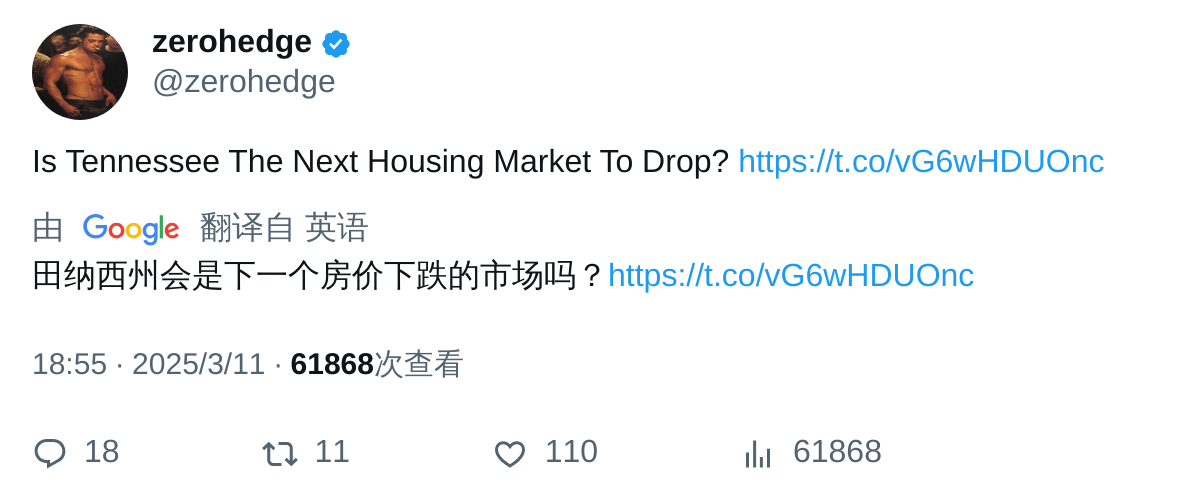 zerohedge
@zerohedge
Is Tennessee The Next Housing Market To Drop? https://t.co/vG6wHDUOnc
由 Google 翻译自 英语
田纳西州会是下一个房价下跌的市场吗？https://t.co/vG6wHDUOnc
18:55 · 2025/3/11 · 61868次查看
18 11 110 61868